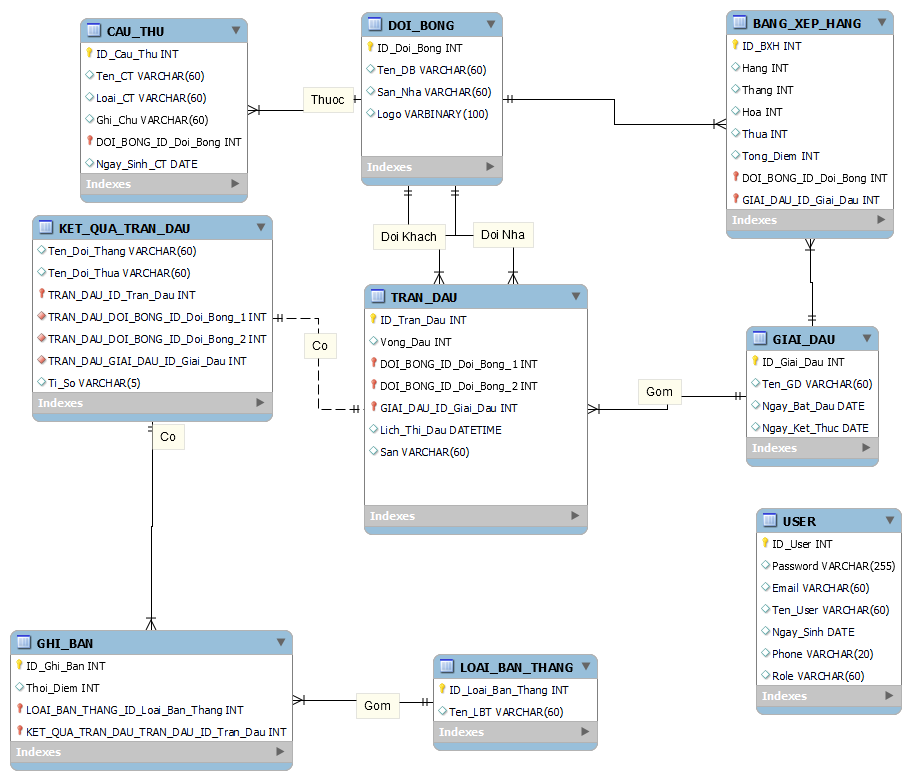 CAU_THU
ID_Cau_Thu INT
Ten_CT VARCHAR(60)
Loai_CT VARCHAR(60)
Ghi_Chu VARCHAR(60)
DOI_BONG_ID_Doi_Bong INT
Ngay_Sinh_CT DATE
Indexes
Thuoc
DOI_BONG
ID_Doi_Bong INT
Ten_DB VARCHAR(60)
San_Nha VARCHAR(60)
Logo VARBINARY(100)
Indexes
BANG_XEP_HANG
ID_BXH INT
Hang INT
Thang INT
Hoa INT
Thua INT
Tong_Diem INT
DOI_BONG_ID_Doi_Bong INT
GIAI_DAU_ID_Giai_Dau INT
Indexes
KET_QUA_TRAN_DAU
Ten_Doi_Thang VARCHAR(60)
Ten_Doi_Thua VARCHAR(60)
TRAN_DAU_ID_Tran_Dau INT
TRAN_DAU_DOI_BONG_ID_Doi_Bong_1 INT
TRAN_DAU_DOI_BONG_ID_Doi_Bong_2 INT
TRAN_DAU_GIAI_DAU_ID_Giai_Dau INT
Ti_So VARCHAR(5)
Indexes
Co
Doi Khach
Doi Nha
TRAN_DAU
ID_Tran_Dau INT
Vong_Dau INT
DOI_BONG_ID_Doi_Bong_1 INT
DOI_BONG_ID_Doi_Bong_2 INT
GIAI_DAU_ID_Giai_Dau INT
Lich_Thi_Dau DATETIME
San VARCHAR(60)
Indexes
Gom
GIAI_DAU
ID_Giai_Dau INT
Ten_GD VARCHAR(60)
Ngay_Bat_Dau DATE
Ngay_Ket_Thuc DATE
Indexes
Co
USER
ID_User INT
Password VARCHAR(255)
Email VARCHAR(60)
Ten_User VARCHAR(60)
Ngay_Sinh DATE
Phone VARCHAR(20)
Role VARCHAR(60)
Indexes
GHI_BAN
ID_Ghi_Ban INT
Thoi_Diem INT
LOAI_BAN_THANG_ID_Loai_Ban_Thang INT
KET_QUA_TRAN_DAU_TRAN_DAU_ID_Tran_Dau INT
Indexes
Gom
LOAI_BAN_THANG
ID_Loai_Ban_Thang INT
Ten_LBT VARCHAR(60)
Indexes